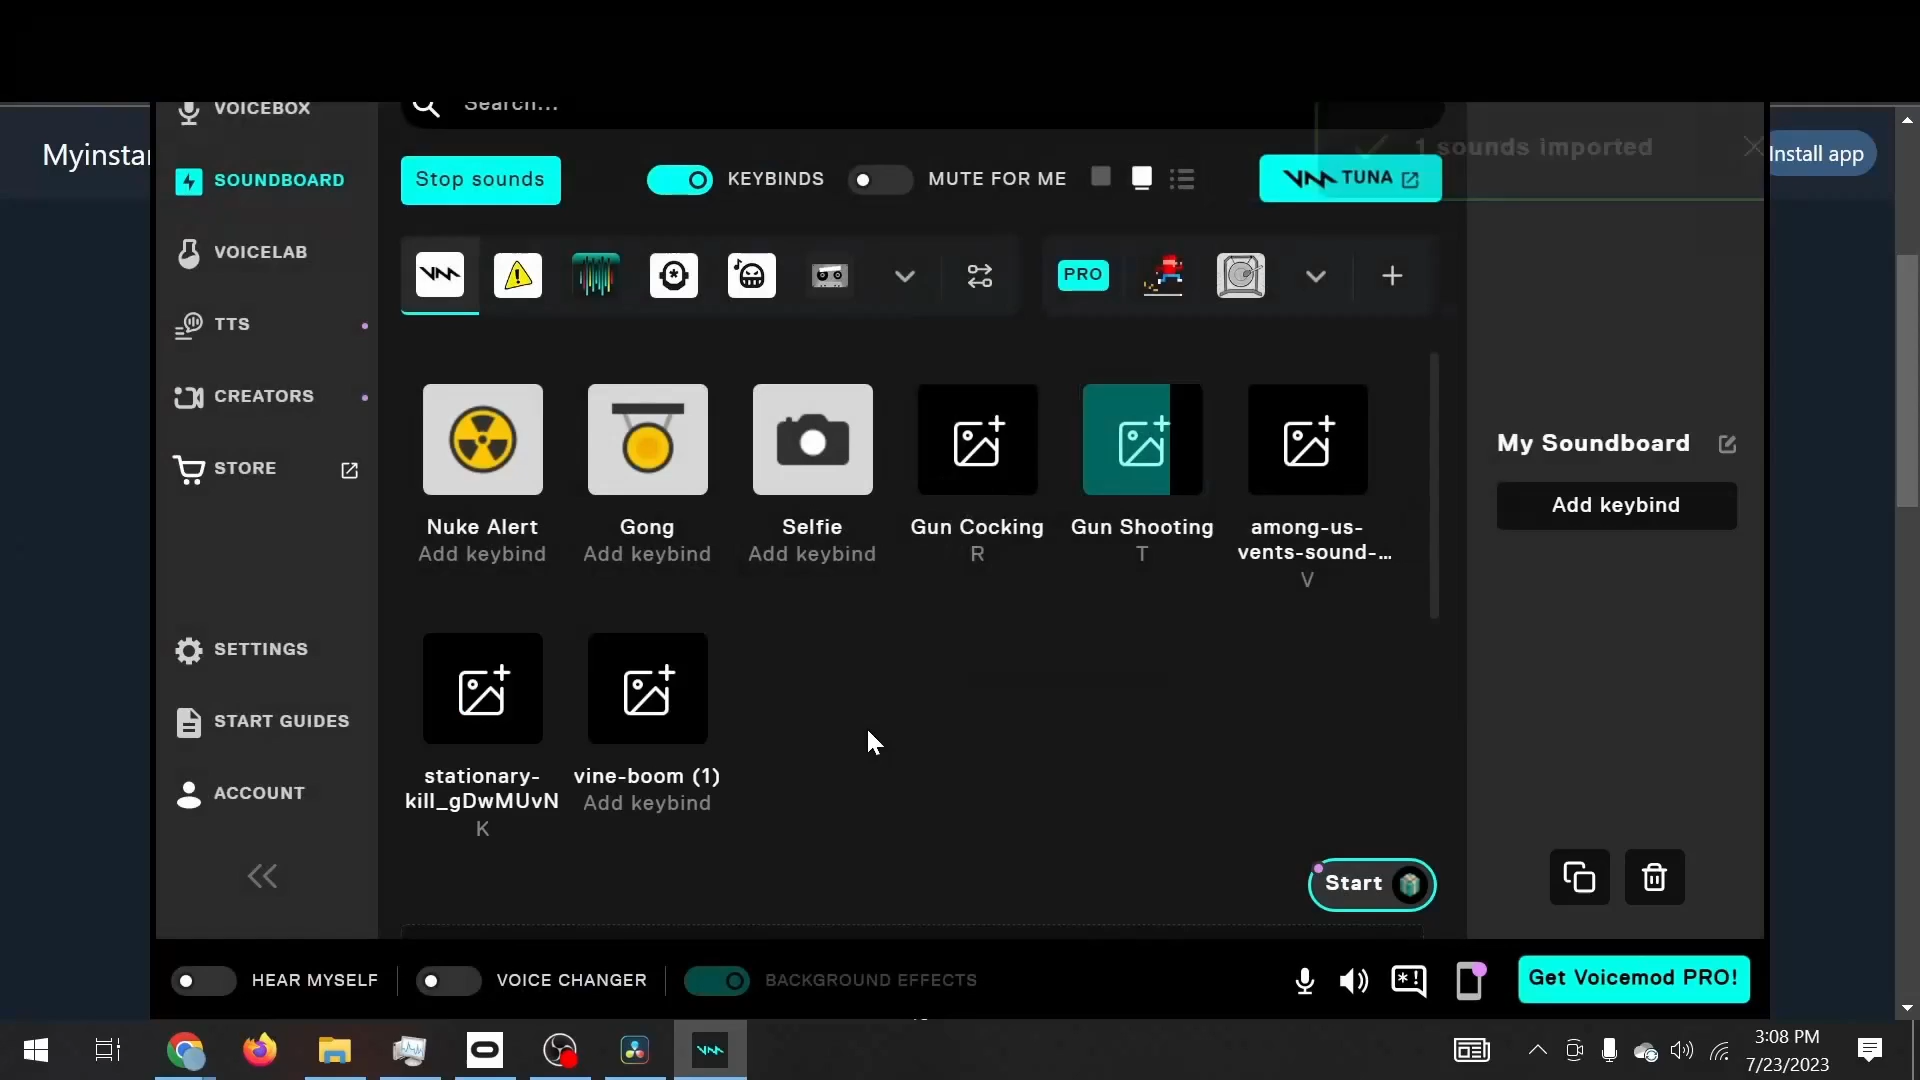 Myinsta
Install app
VOICEBOX
SOUNDBOARD
VOICELAB
TTS
CREATORS
STORE
SETTINGS
START GUIDES
ACCOUNT
Search...
1 sounds imported
Stop sounds
KEYBINDS
MUTE FOR ME
TUNA
PRO
Nuke Alert
Add keybind
Gong
Add keybind
Selfie
Add keybind
Gun Cocking
R
Gun Shooting
T
among-us-
vents-sound-...
V
stationary-
kill_gDwMUvN
K
vine-boom (1)
Add keybind
My Soundboard
Add keybind
Start
HEAR MYSELF
VOICE CHANGER
BACKGROUND EFFECTS
Get Voicemod PRO!
3:08 PM
7/23/2023